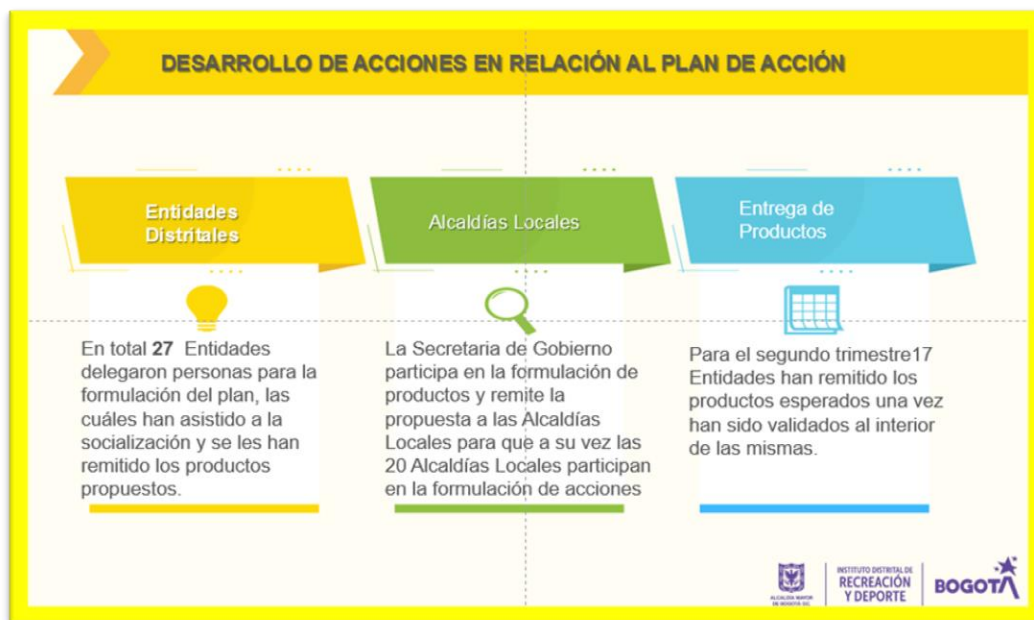 DESARROLLO DE ACCIONES EN RELACIÓN AL PLAN DE ACCIÓN
Entidades
Distritales
En total 27 Entidades
delegaron personas para la
formulación del plan, las
cuáles han asistido a la
socialización y se les han
remitido los productos
propuestos.
Alcaldías Locales
La Secretaria de Gobierno
participa en la formulación de
productos y remite la
propuesta a las Alcaldías
Locales para que a su vez las
20 Alcaldías Locales participan
en la formulación de acciones
Entrega de
Productos
Para el segundo trimestre17
Entidades han remitido los
productos esperados una vez
han sido validados al interior
de las mismas.
ALCALDÍA MAYOR
DE BOGOTÁ D.C.
INSTITUTO DISTRITAL DE
RECREACIÓN
Y DEPORTE
BOGOTÁ